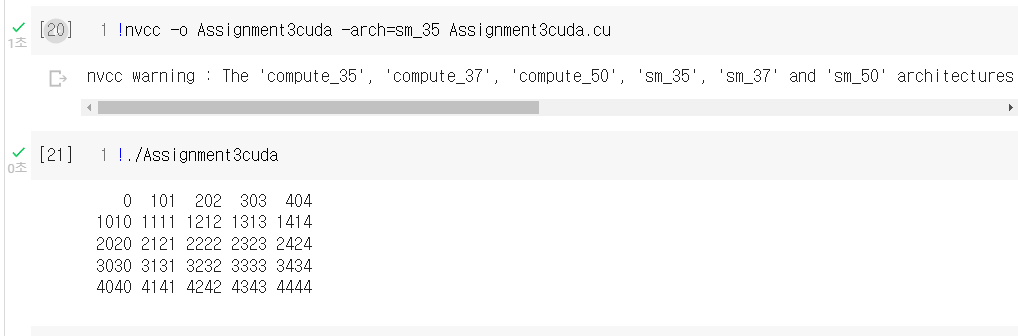 [20] 1 !nvcc -o Assignment3cuda -arch=sm_35 Assignment3cuda.cu
1초
nvcc warning : The 'compute_35', 'compute_37', 'compute_50', 'sm_35', 'sm_37' and 'sm_50' architectures
[21] 1 !./Assignment3cuda
0초
0 101 202 303 404
1010 1111 1212 1313 1414
2020 2121 2222 2323 2424
3030 3131 3232 3333 3434
4040 4141 4242 4343 4444